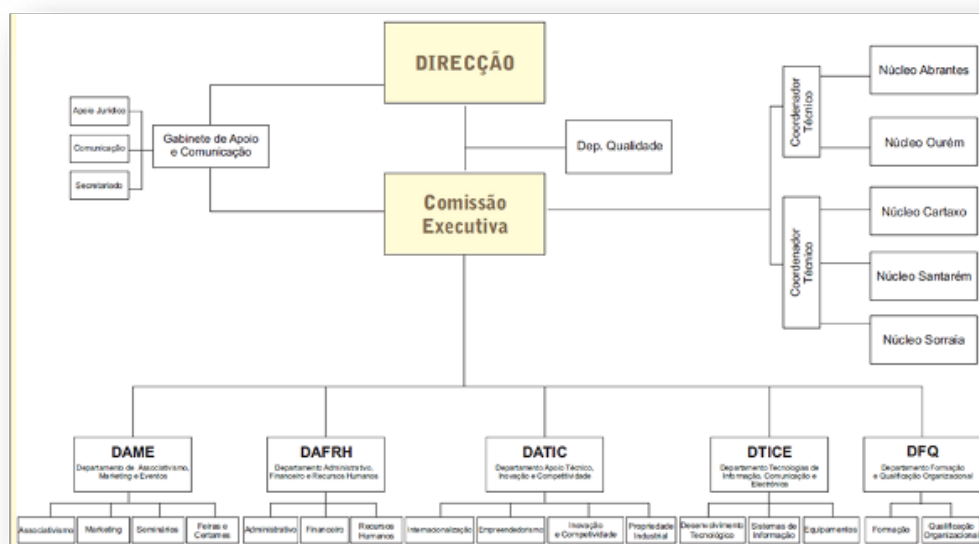 DIRECÇÃO
Apoio Jurídico
Comunicação
Secretariado
Gabinete de Apoio
e Comunicação
Dep. Qualidade
Comissão
Executiva
Coordenador
Técnico
Núcleo Abrantes
Núcleo Ourém
Coordenador
Técnico
Núcleo Cartaxo
Núcleo Santarém
Núcleo Sorraia
DAME
Departamento de Associativismo,
Marketing e Eventos
DAFRH
Departamento Administrativo,
Financeiro e Recursos Humanos
DATIC
Departamento Apoio Técnico,
Inovação e Competitividade
DTICE
Departamento Tecnologias de
Informação, Comunicação e
Electrónica
DFQ
Departamento Formação
e Qualificação Organizacional
Associativismo
Marketing
Seminários
Feiras e
Certames
Administrativo
Financeiro
Recursos
Humanos
Internacionalização
Empreendedorismo
Inovação
e Competividade
Propriedade
Industrial
Desenvolvimento
Tecnológico
Sistemas de
Informação
Equipamentos
Formação
Qualificação
Organizacional